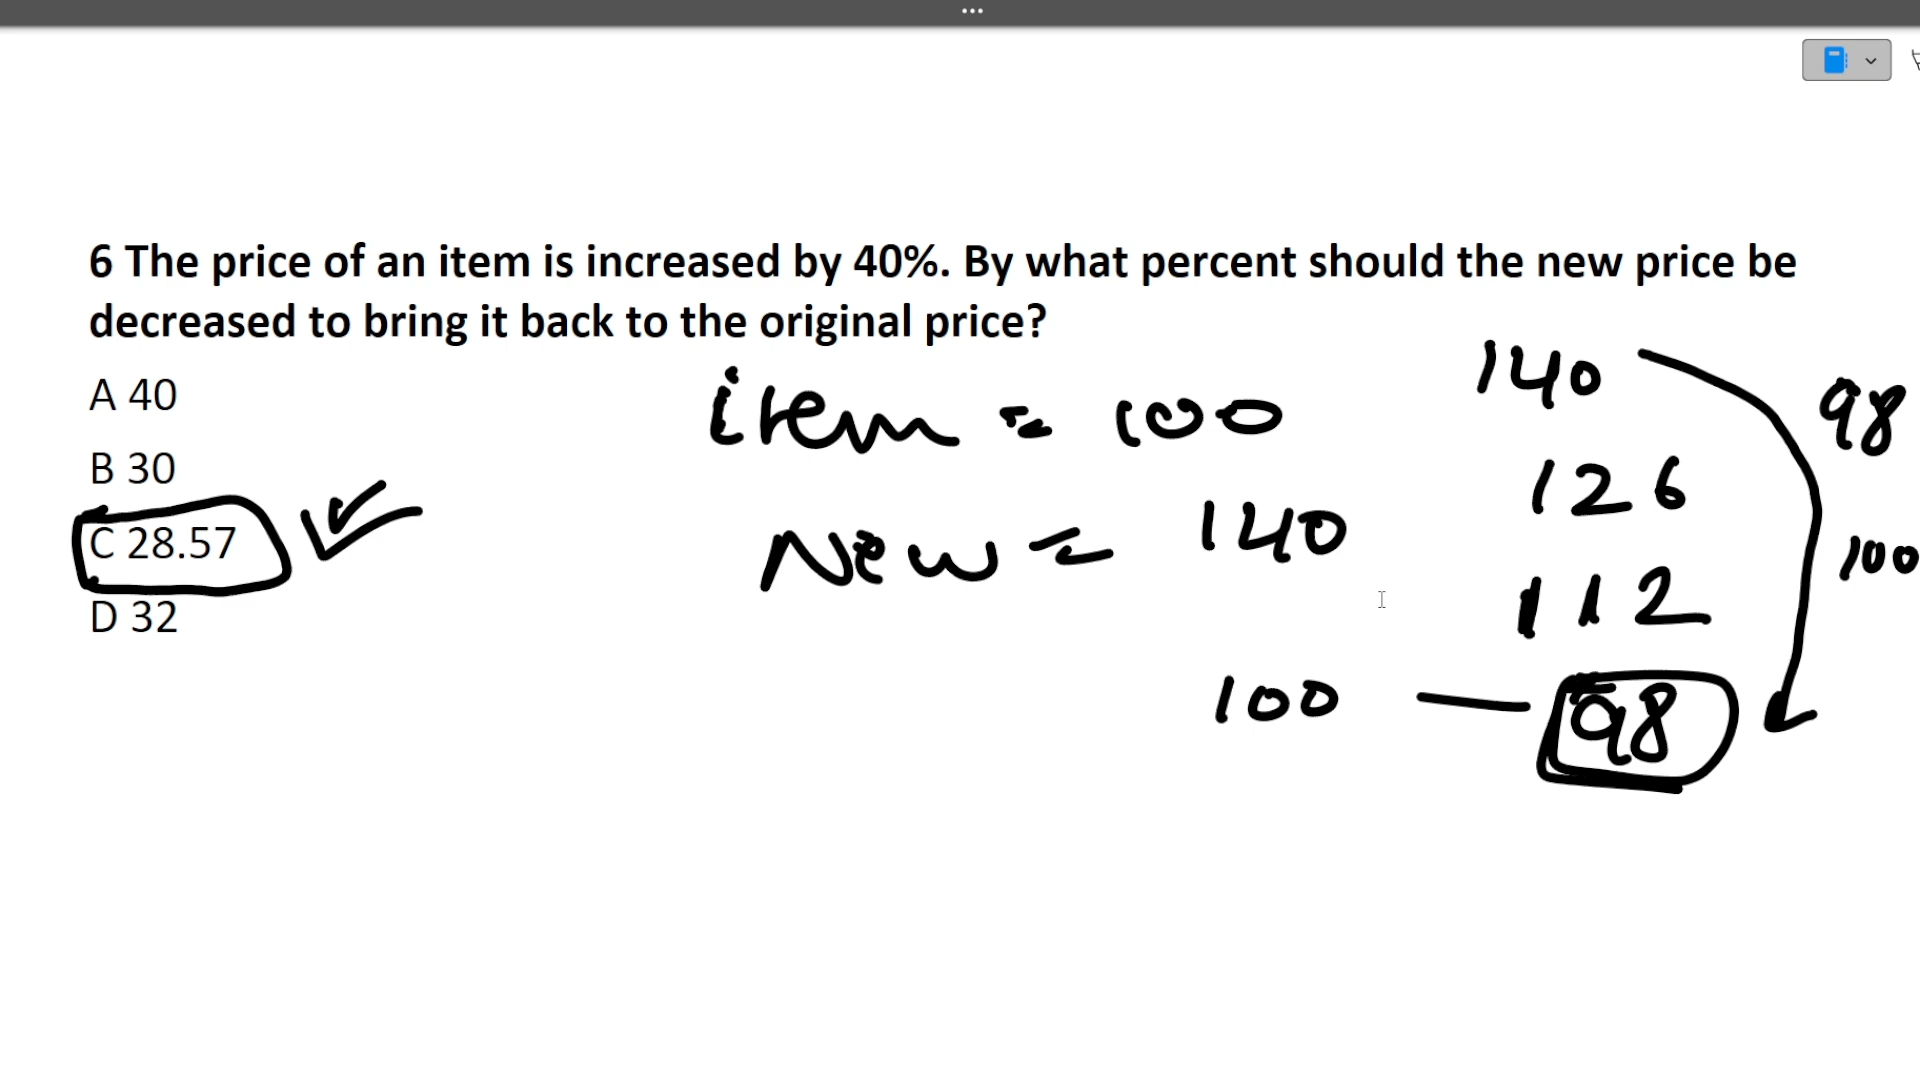 6 The price of an item is increased by 40%. By what percent should the new price be
decreased to bring it back to the original price?
A 40
B 30
C 28.57
D 32
item = 100
New = 140
100 — 98
140
126
112
98
100